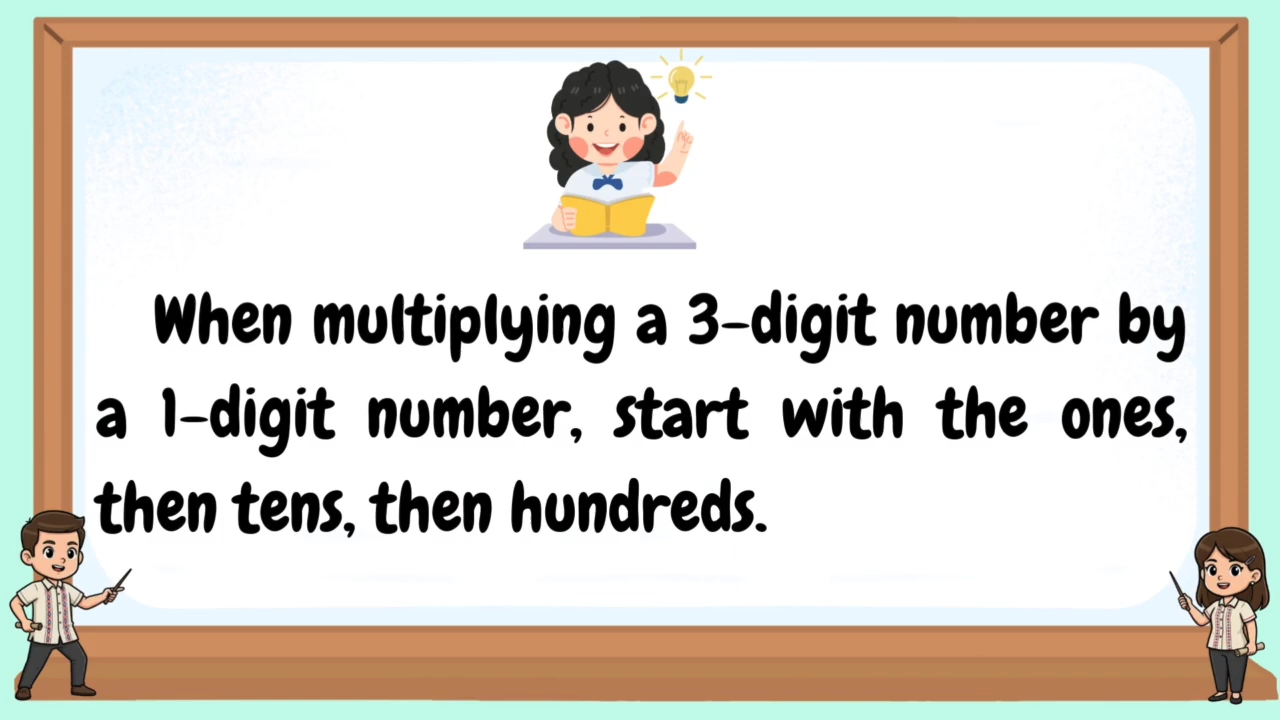 When multiplying a 3-digit number by
a 1-digit number, start with the ones,
then tens, then hundreds.